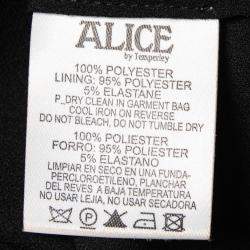 ALICE
by Temperley
100% POLYESTER
LINING: 95% POLYESTER
5% ELASTANE
P_DRY CLEAN IN GARMENT BAG
COOL IRON ON REVERSE
DO NOT BLEACH. DO NOT TUMBLE DRY
100% POLIESTER
FORRO: 95% POLIESTER
5% ELASTANO
LIMPIAR EN SECO EN UNA FUNDA-
PERCLOROETILENO, PLANCHAR
DEL REVES A BAJA TEMPERATURA
NO USAR LEJIA, NO USAR SECADORA
P